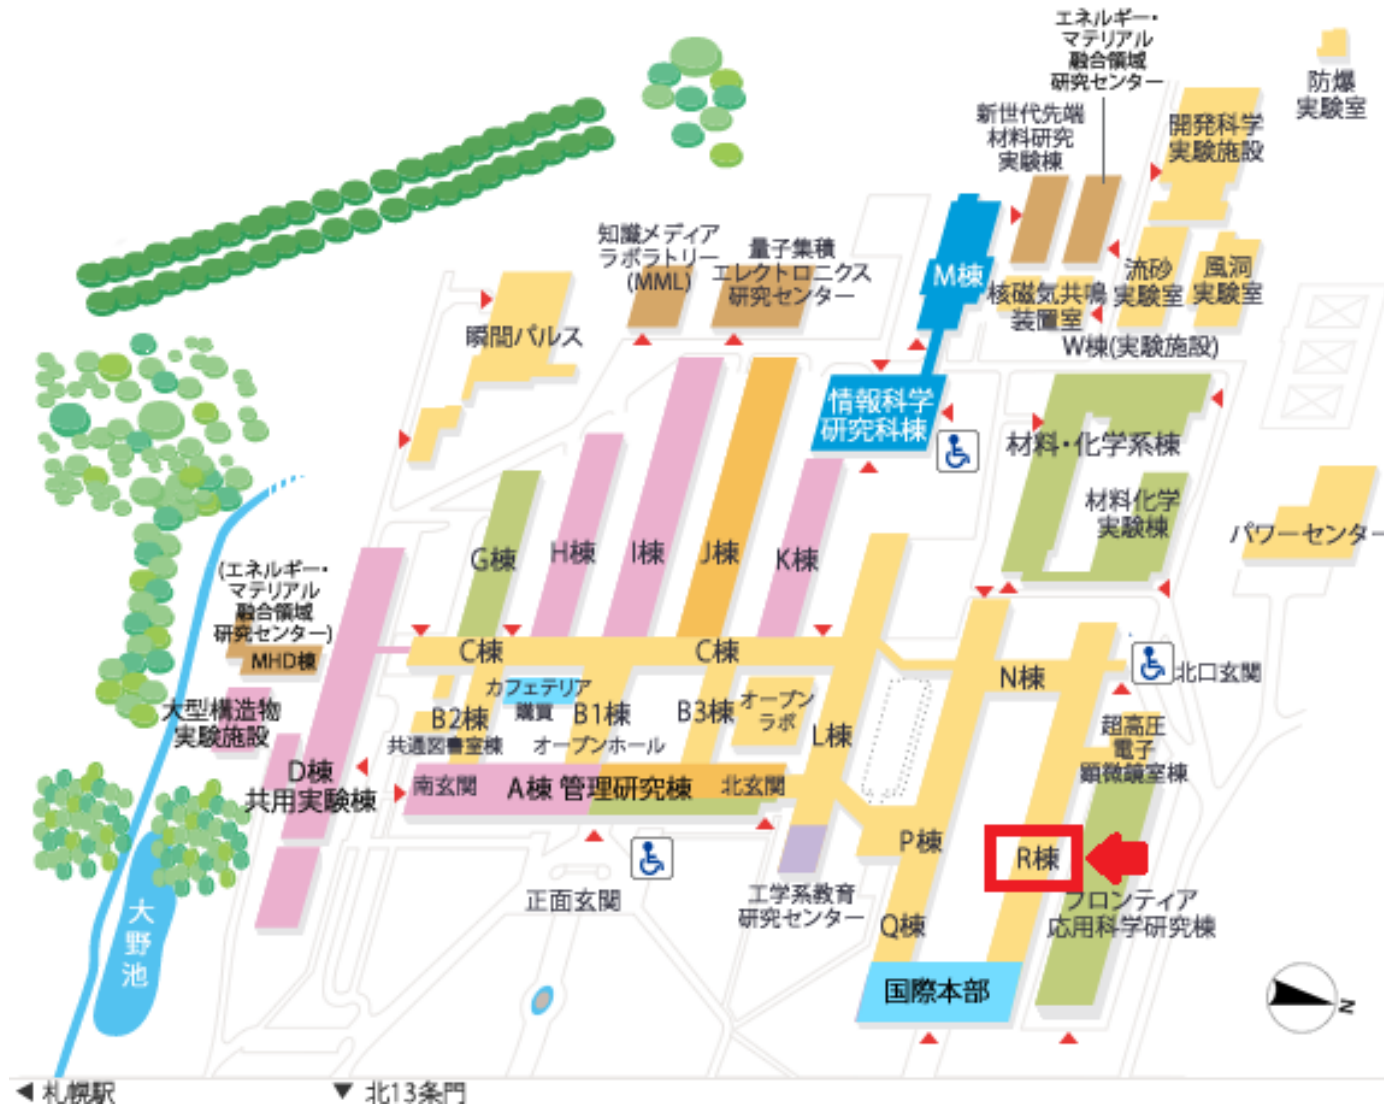 エネルギー・
マテリアル
融合領域
研究センター
防爆
実験室
新世代先端
材料研究
実験棟
開発科学
実験施設
知識メディア
ラボラトリー
(MML)
量子集積
エレクトロニクス
研究センター
M棟
核磁気共鳴
装置室
流砂
実験室
風洞
実験室
W棟(実験施設)
瞬間パルス
情報科学
研究科棟
材料・化学系棟
材料化学
実験棟
パワーセンター
G棟
H棟
I棟
J棟
K棟
(エネルギー・
マテリアル
融合領域
研究センター)
MHD棟
大型構造物
実験施設
C棟
C棟
N棟
北口玄関
カフェテリア
購買
B2棟
共通図書室棟
B1棟
オープンホール
B3棟
オープン
ラボ
L棟
超高圧
電子
顕微鏡室棟
D棟
共用実験棟
南玄関
A棟 管理研究棟
北玄関
P棟
R棟
正面玄関
工学系教育
研究センター
Q棟
フロンティア
応用科学研究棟
大野池
国際本部
N
◀ 札幌駅
▼ 北13条門